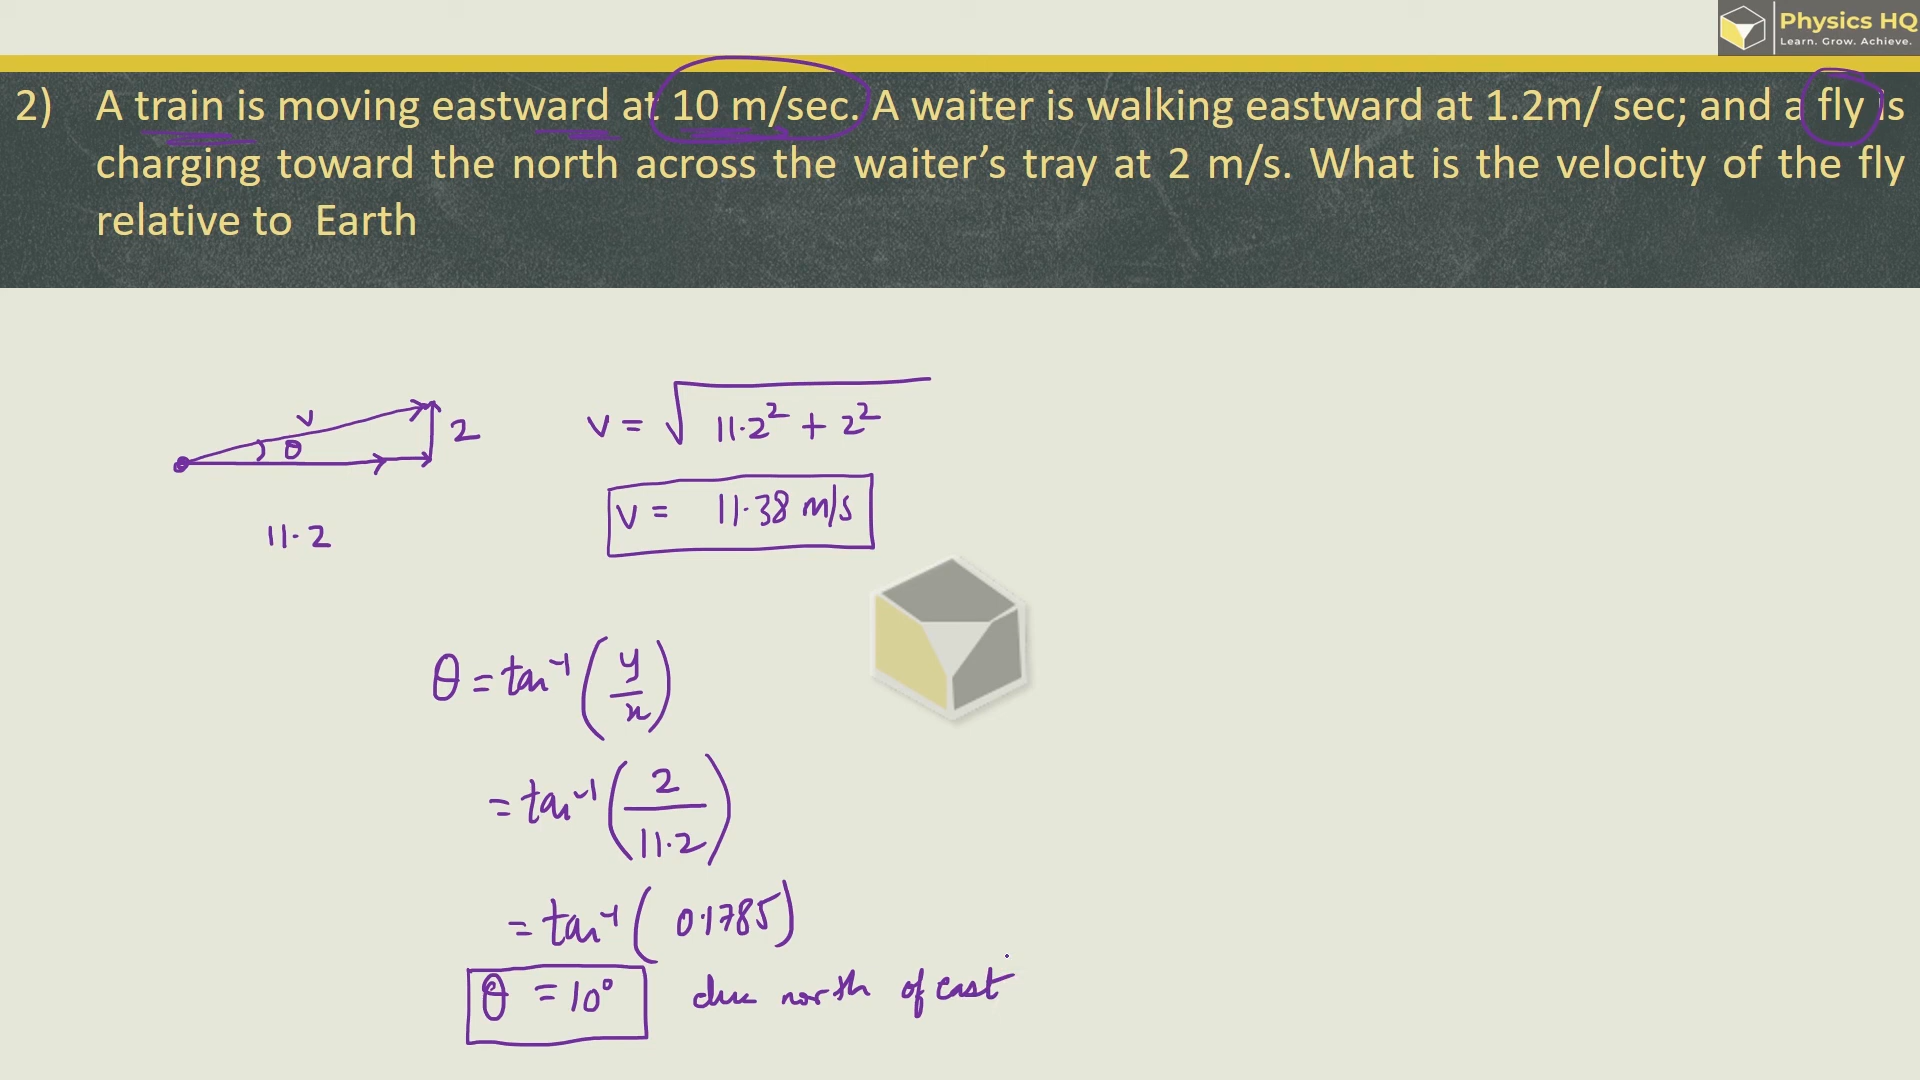 Physics HQ
Learn. Grow. Achieve.
2) A train is moving eastward at 10 m/sec. A waiter is walking eastward at 1.2m/ sec; and a fly is
charging toward the north across the waiter’s tray at 2 m/s. What is the velocity of the fly
relative to Earth
v
θ
2
11.2
v = √ 11.2² + 2²
v = 11.38 m/s
θ = tan⁻¹ (y/x)
= tan⁻¹ (2/11.2)
= tan⁻¹ (0.1785)
θ = 10° due north of east